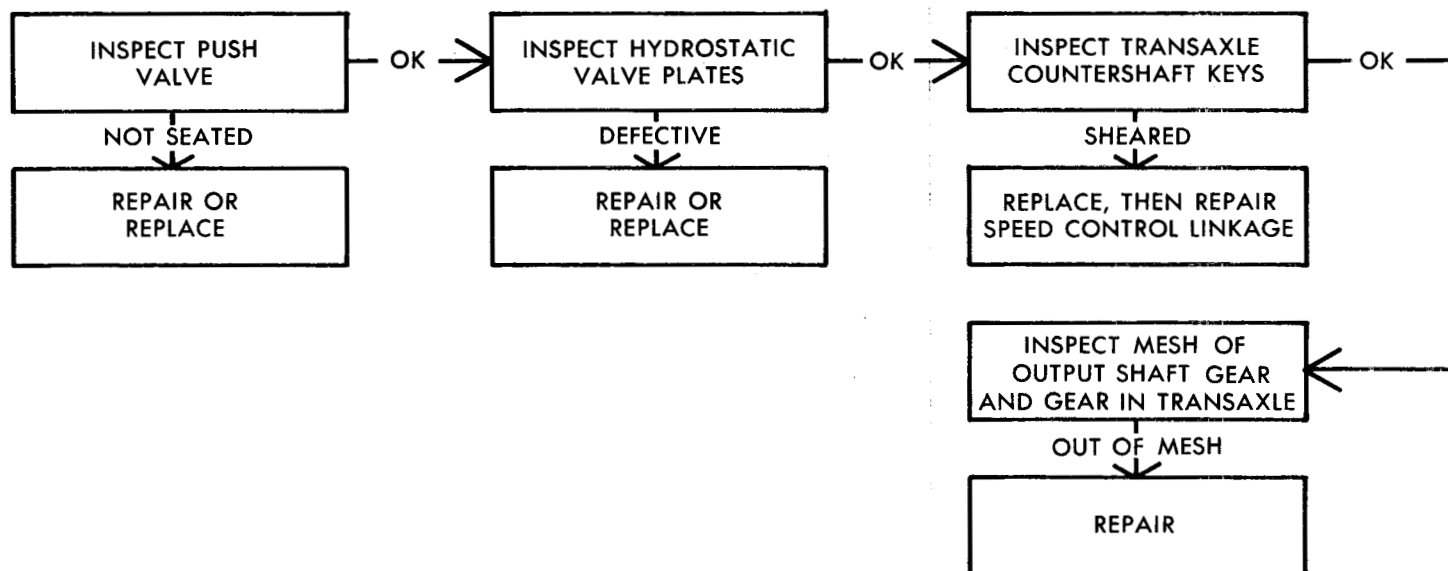 INSPECT PUSH
VALVE
OK
INSPECT HYDROSTATIC
VALVE PLATES
OK
INSPECT TRANSAXLE
COUNTERSHAFT KEYS
OK
NOT SEATED
DEFECTIVE
SHEARED
REPAIR OR
REPLACE
REPAIR OR
REPLACE
REPLACE, THEN REPAIR
SPEED CONTROL LINKAGE
INSPECT MESH OF
OUTPUT SHAFT GEAR
AND GEAR IN TRANSAXLE
OUT OF MESH
REPAIR